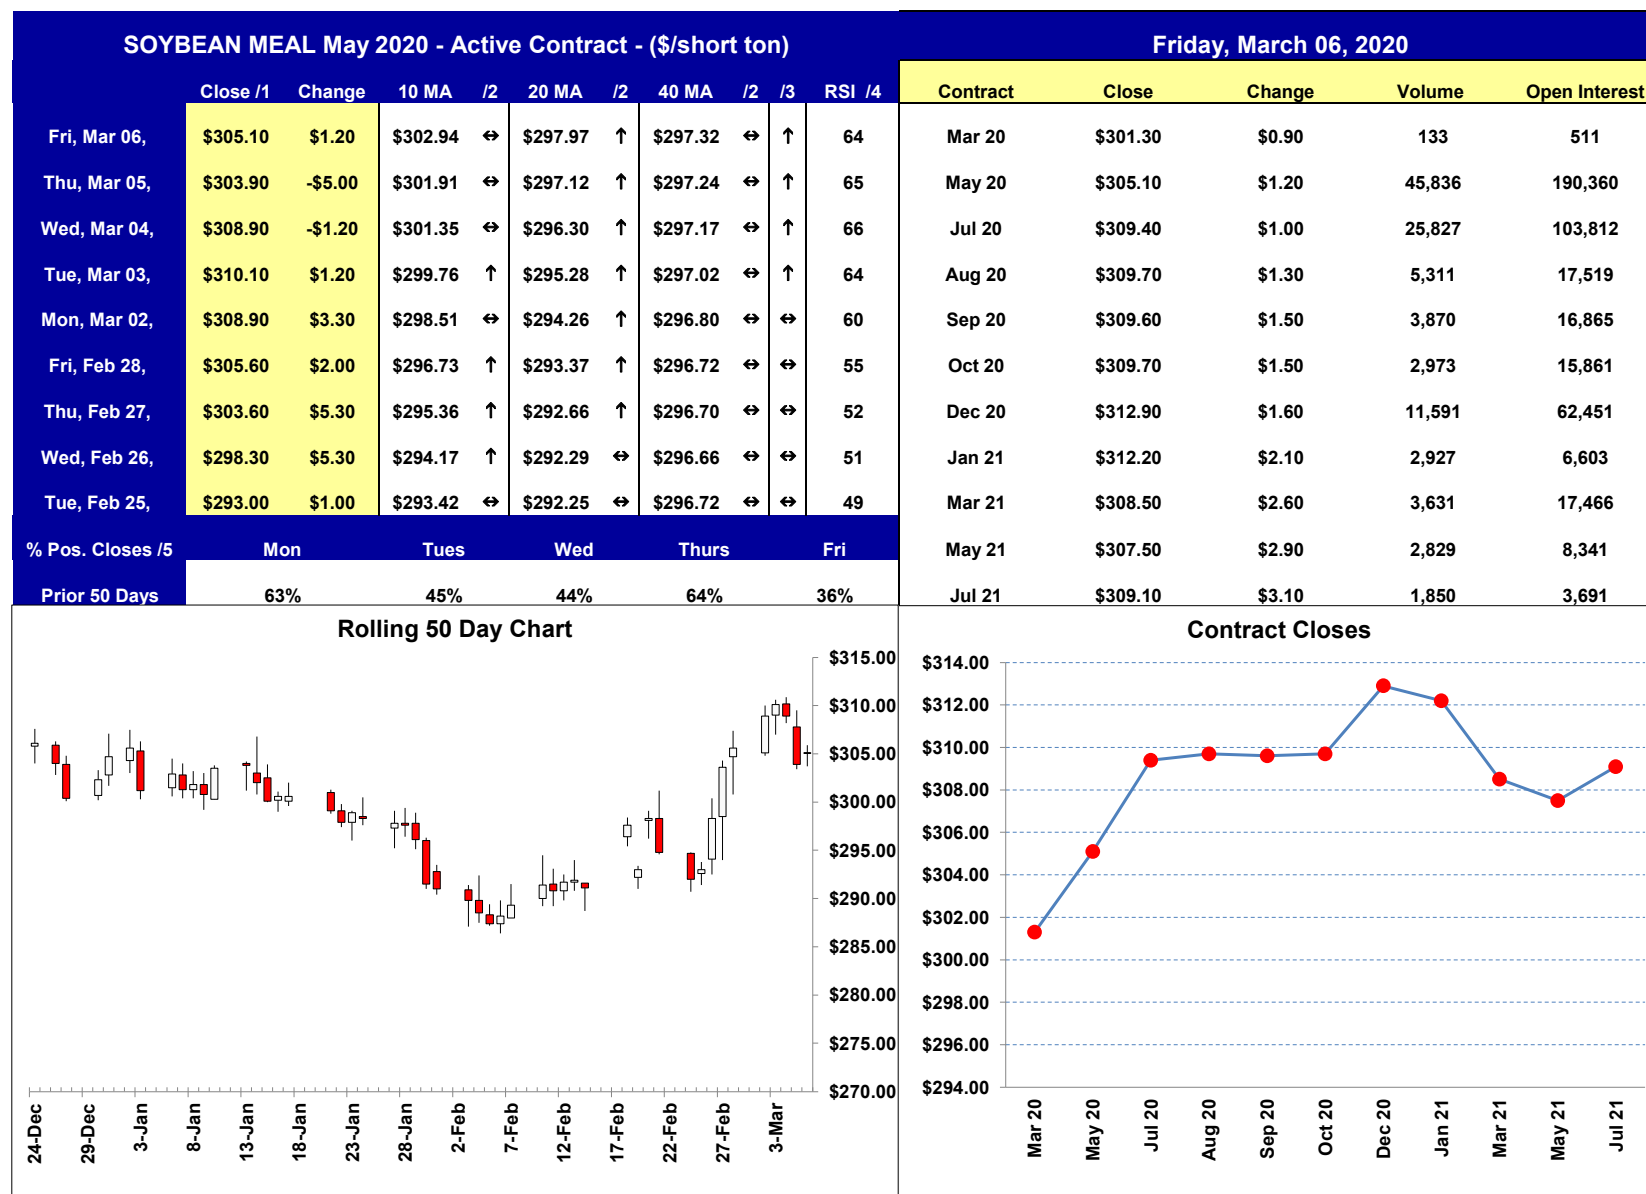 SOYBEAN MEAL May 2020 - Active Contract - ($/short ton)
Close /1 Change 10 MA /2 20 MA /2 40 MA /2 /3 RSI /4
Fri, Mar 06, $305.10 $1.20 $302.94 ⇔ $297.97 ↑ $297.32 ⇔ ↑ 64
Thu, Mar 05, $303.90 -$5.00 $301.91 ⇔ $297.12 ↑ $297.24 ⇔ ↑ 65
Wed, Mar 04, $308.90 -$1.20 $301.35 ⇔ $296.30 ↑ $297.17 ⇔ ↑ 66
Tue, Mar 03, $310.10 $1.20 $299.76 ↑ $295.28 ↑ $297.02 ⇔ ↑ 64
Mon, Mar 02, $308.90 $3.30 $298.51 ⇔ $294.26 ↑ $296.80 ⇔ ⇔ 60
Fri, Feb 28, $305.60 $2.00 $296.73 ↑ $293.37 ↑ $296.72 ⇔ ⇔ 55
Thu, Feb 27, $303.60 $5.30 $295.36 ↑ $292.66 ↑ $296.70 ⇔ ⇔ 52
Wed, Feb 26, $298.30 $5.30 $294.17 ↑ $292.29 ⇔ $296.66 ⇔ ⇔ 51
Tue, Feb 25, $293.00 $1.00 $293.42 ⇔ $292.25 ⇔ $296.72 ⇔ ⇔ 49
% Pos. Closes /5 Mon Tues Wed Thurs Fri
Prior 50 Days 63% 45% 44% 64% 36%
Friday, March 06, 2020
Contract Close Change Volume Open Interest
Mar 20 $301.30 $0.90 133 511
May 20 $305.10 $1.20 45,836 190,360
Jul 20 $309.40 $1.00 25,827 103,812
Aug 20 $309.70 $1.30 5,311 17,519
Sep 20 $309.60 $1.50 3,870 16,865
Oct 20 $309.70 $1.50 2,973 15,861
Dec 20 $312.90 $1.60 11,591 62,451
Jan 21 $312.20 $2.10 2,927 6,603
Mar 21 $308.50 $2.60 3,631 17,466
May 21 $307.50 $2.90 2,829 8,341
Jul 21 $309.10 $3.10 1,850 3,691
Rolling 50 Day Chart
$315.00
$310.00
$305.00
$300.00
$295.00
$290.00
$285.00
$280.00
$275.00
$270.00
24-Dec 29-Dec 3-Jan 8-Jan 13-Jan 18-Jan 23-Jan 28-Jan 2-Feb 7-Feb 12-Feb 17-Feb 22-Feb 27-Feb 3-Mar
Contract Closes
$314.00
$312.00
$310.00
$308.00
$306.00
$304.00
$302.00
$300.00
$298.00
$296.00
$294.00
Mar 20 May 20 Jul 20 Aug 20 Sep 20 Oct 20 Dec 20 Jan 21 Mar 21 May 21 Jul 21